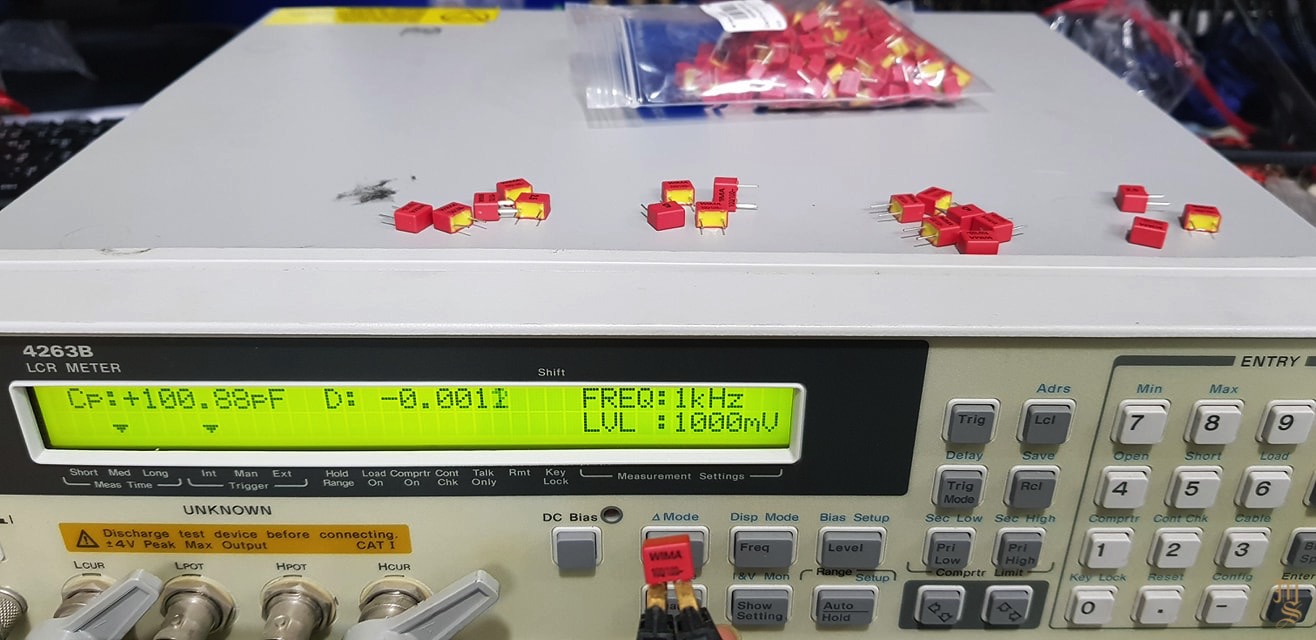 4263B
LCR METER
Shift
Cp:+100.88pF D: -0.0011 FREQ:1kHz
LVL :1000mV
Short Med Long Int Man Ext Hold Range Load On Comprtr On Cont Chk Talk Only Rmt Key Lock
Meas Time Trigger Measurement Settings
UNKNOWN
Discharge test device before connecting.
±4V Peak Max Output CAT I
LCUR LPOT HPOT HCUR
DC Bias
Δ Mode Disp Mode Bias Setup
Freq Level
I&V Mon Range Setup
Show Setting Auto Hold
WIMA
Adrs
Trig Lcl
Delay Save
Trig Mode Rcl
Sec Low Sec High
Pri Low Pri High
Comprtr Limit
ENTRY
Min Max
7 8 9
Open Short Load
4 5 6
Comprtr Cont Chk Cable
1 2 3
Key Lock Reset Config Enter
0 . -